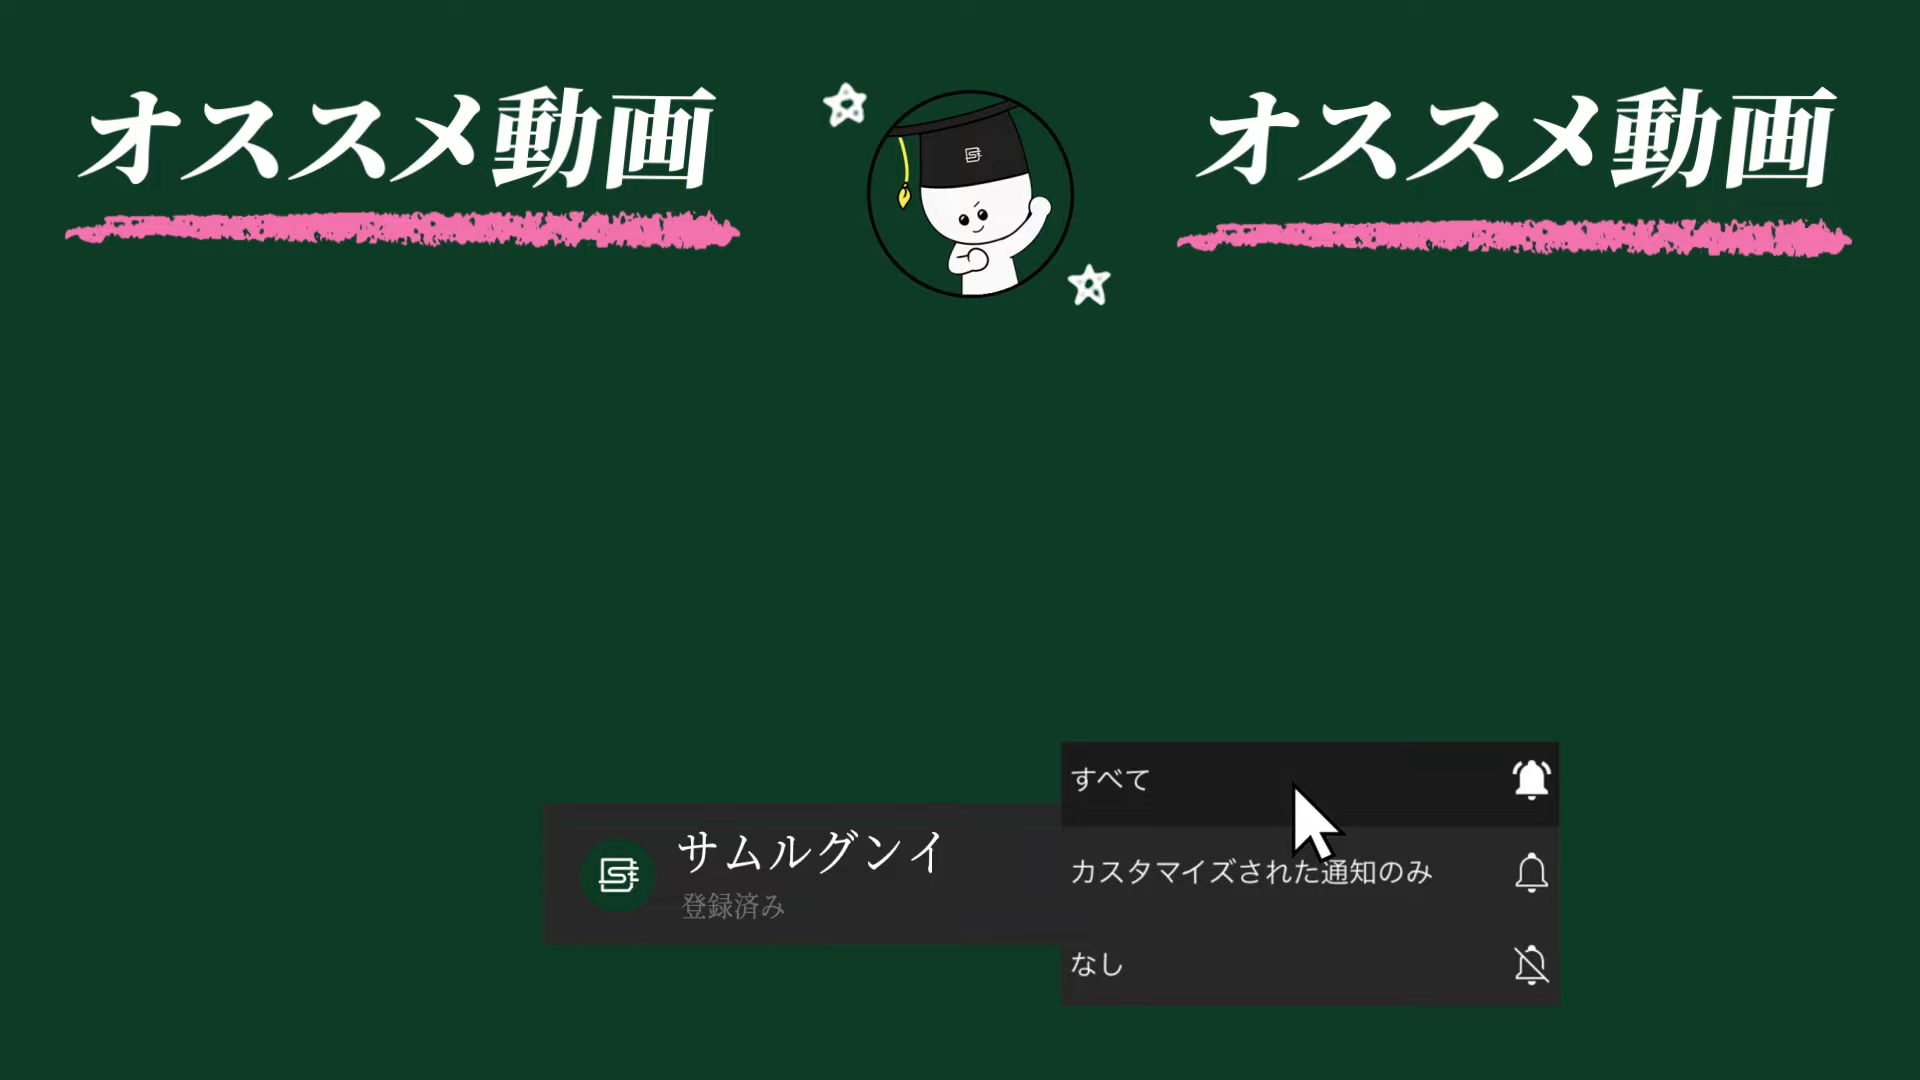 オススメ動画
オススメ動画
すべて
サムルグンイ
登録済み
カスタマイズされた通知のみ
なし